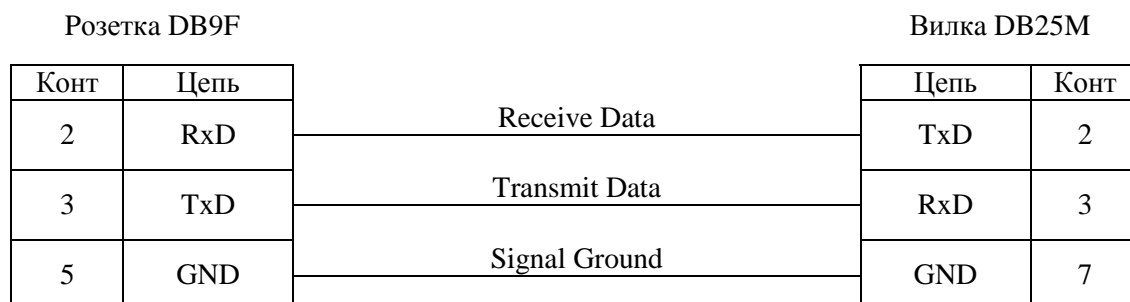 Розетка DB9F Вилка DB25M
Конт Цепь Цепь Конт
2 RxD Receive Data TxD 2
3 TxD Transmit Data RxD 3
5 GND Signal Ground GND 7